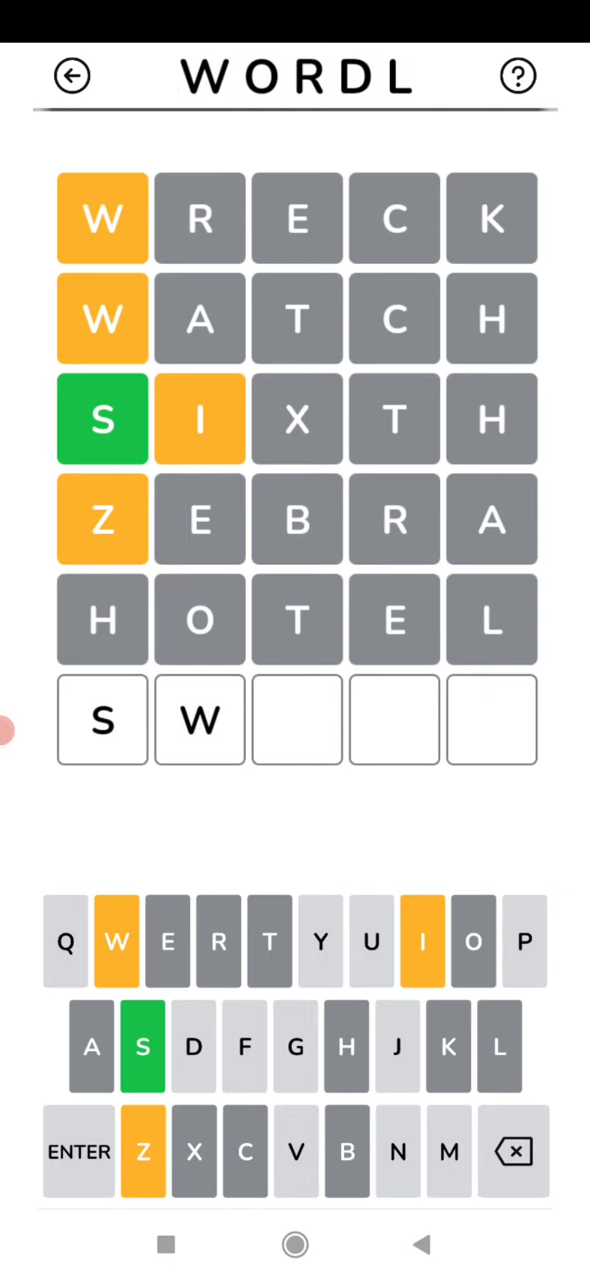 WORDL
W R E C K
W A T C H
S I X T H
Z E B R A
H O T E L
S W
Q W E R T Y U I O P
A S D F G H J K L
ENTER Z X C V B N M